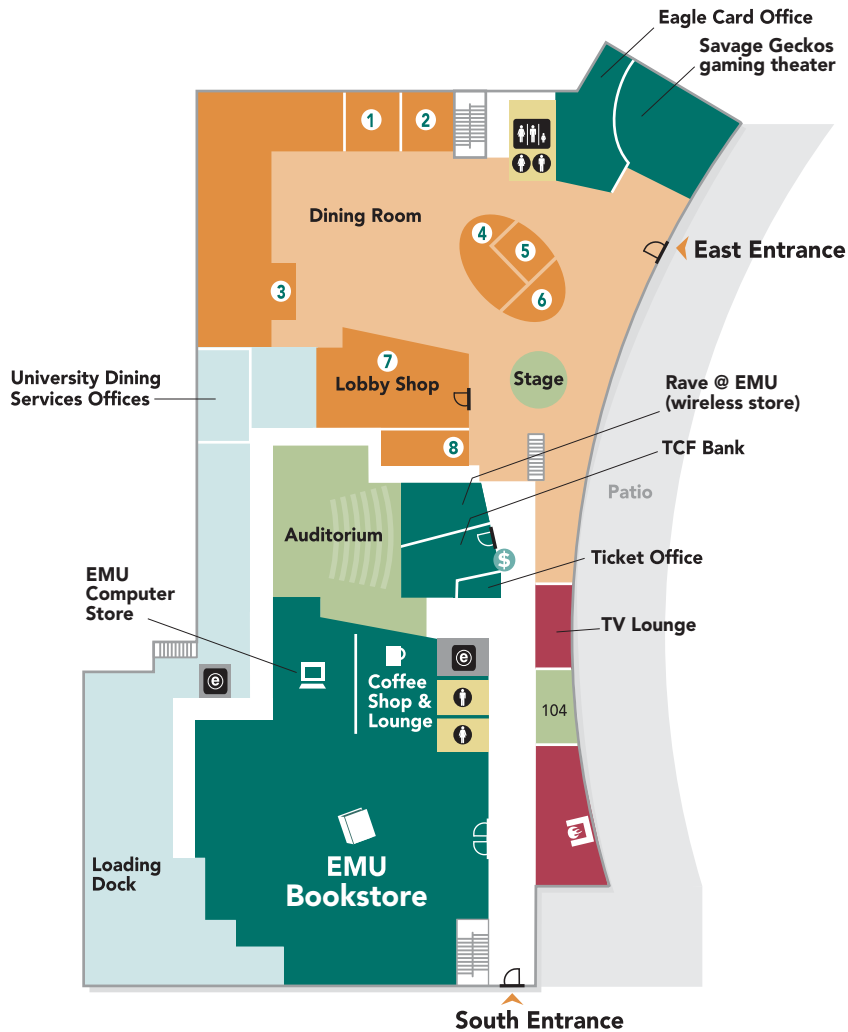 Eagle Card Office
Savage Geckos
gaming theater
1
2
Dining Room
4
5
East Entrance
3
6
7
Lobby Shop
Stage
University Dining
Services Offices
Rave @ EMU
(wireless store)
8
TCF Bank
Patio
Auditorium
$
Ticket Office
EMU
Computer
Store
TV Lounge
e
e
Coffee
Shop &
Lounge
104
EMU
Bookstore
Loading
Dock
South Entrance